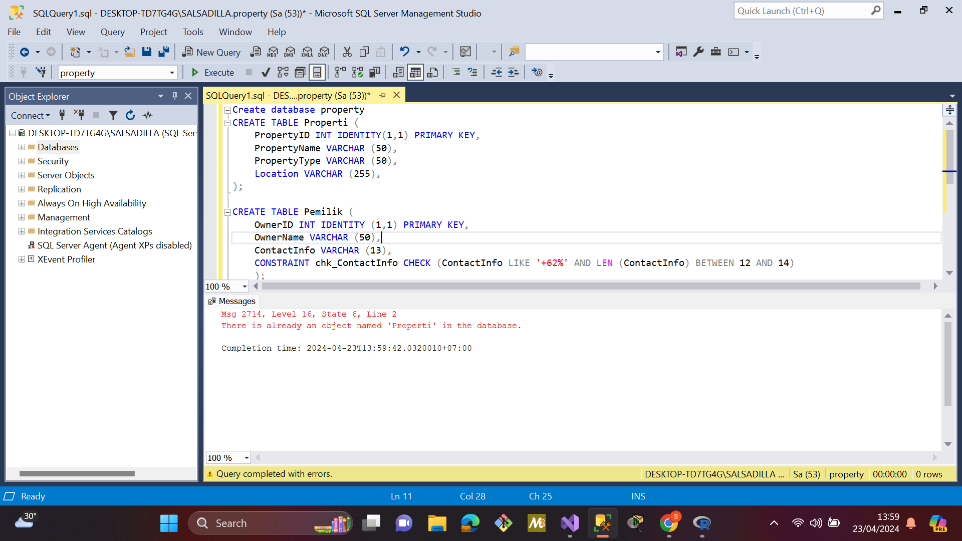 SQLQuery1.sql - DESKTOP-TD7TG4G\SALSADILLA.property (Sa (53))* - Microsoft SQL Server Management Studio
Quick Launch (Ctrl+Q)
File Edit View Query Project Tools Window Help
New Query
MDX DMX XMLA DAX
property
Execute
Object Explorer
SQLQuery1.sql - DES....property (Sa (53))*
Connect
DESKTOP-TD7TG4G\SALSADILLA (SQL Ser
Databases
Security
Server Objects
Replication
Always On High Availability
Management
Integration Services Catalogs
SQL Server Agent (Agent XPs disabled)
XEvent Profiler
Create database property
CREATE TABLE Properti (
PropertyID INT IDENTITY(1,1) PRIMARY KEY,
PropertyName VARCHAR (50),
PropertyType VARCHAR (50),
Location VARCHAR (255),
);
CREATE TABLE Pemilik (
OwnerID INT IDENTITY (1,1) PRIMARY KEY,
OwnerName VARCHAR (50),
ContactInfo VARCHAR (13),
CONSTRAINT chk_ContactInfo CHECK (ContactInfo LIKE '+62%' AND LEN (ContactInfo) BETWEEN 12 AND 14)
);
100 %
Messages
Msg 2714, Level 16, State 6, Line 2
There is already an object named 'Properti' in the database.
Completion time: 2024-04-23T13:59:42.0320010+07:00
100 %
Query completed with errors.
DESKTOP-TD7TG4G\SALSADILLA ... Sa (53) property 00:00:00 0 rows
Ready
Ln 11 Col 28 Ch 25 INS
30°
Search
8
13:59
23/04/2024
PRE